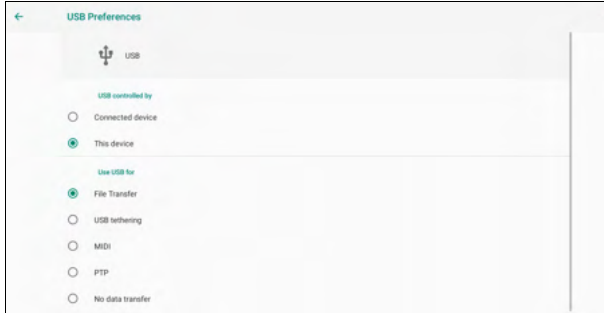 USB Preferences
USB
USB controlled by
Connected device
This device
Use USB for
File Transfer
USB tethering
MIDI
PTP
No data transfer